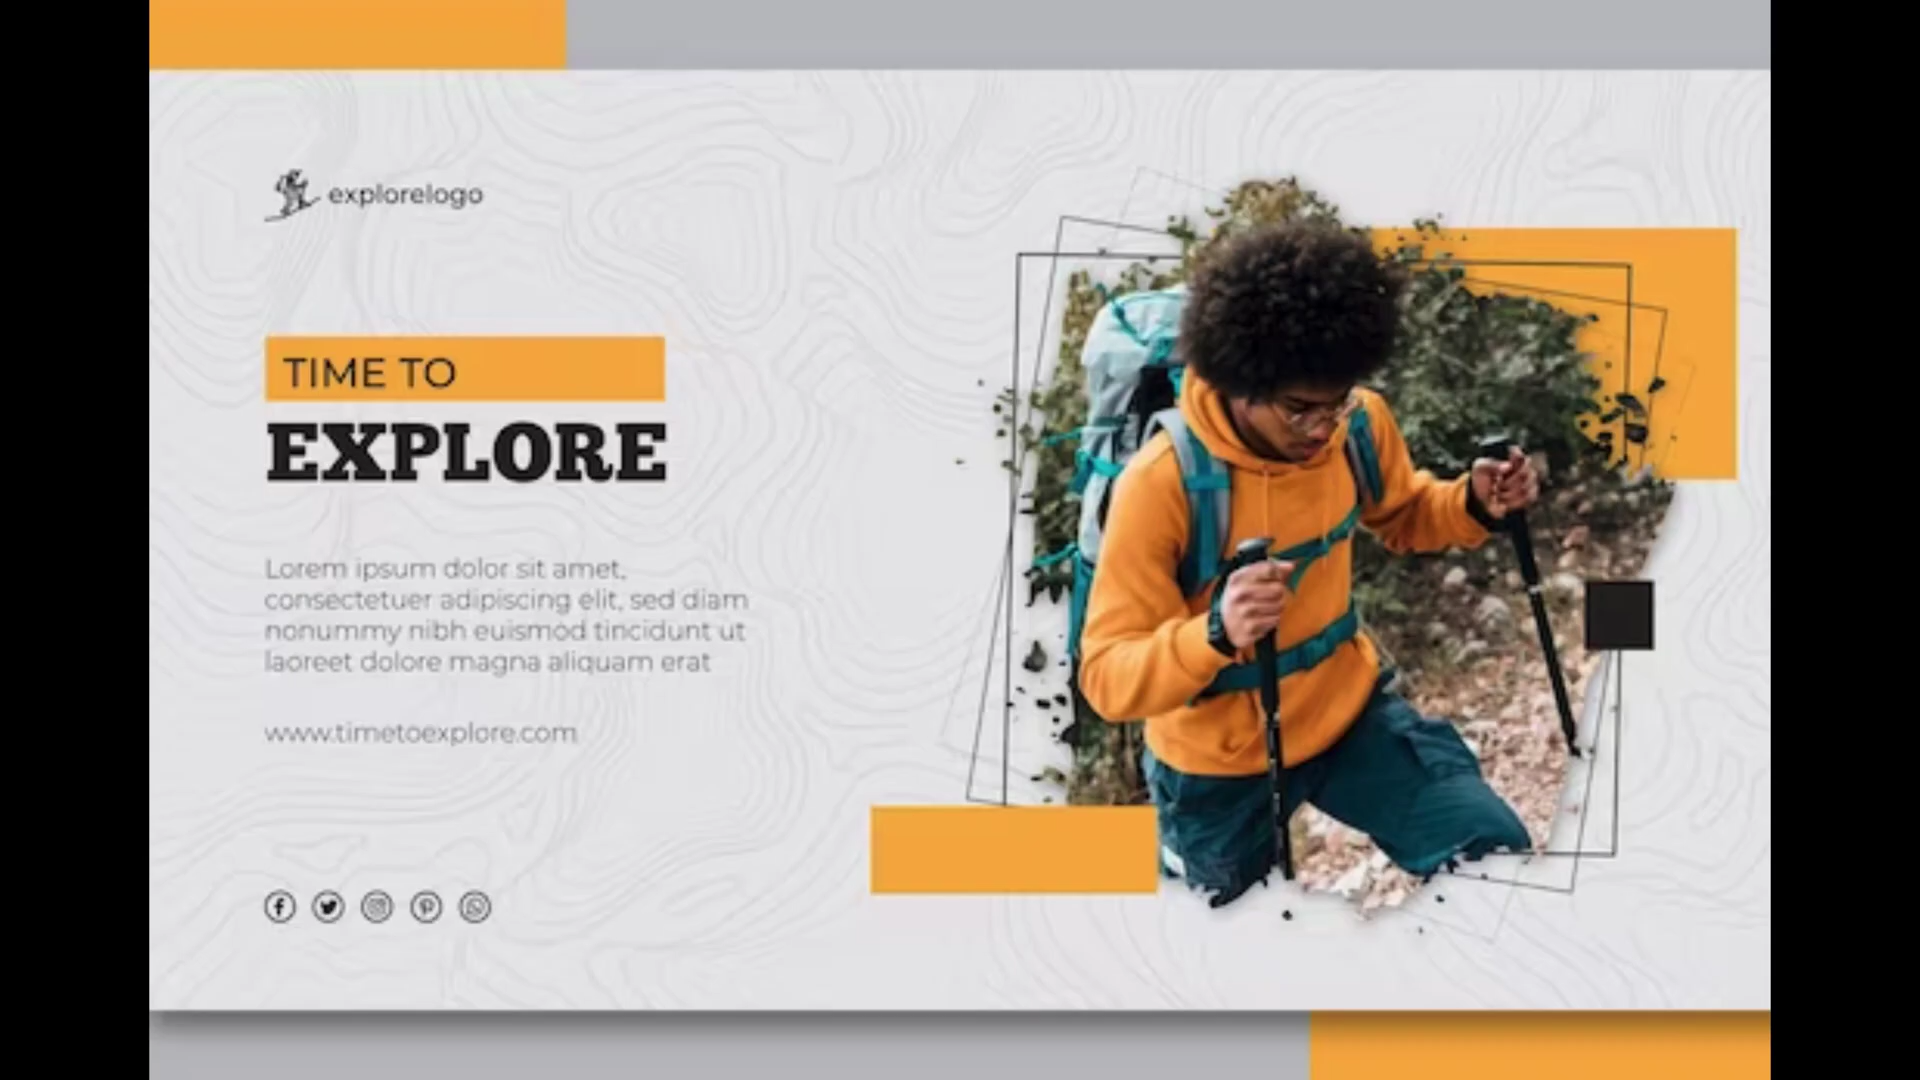 explorelogo
TIME TO
EXPLORE
Lorem ipsum dolor sit amet,
consectetuer adipiscing elit, sed diam
nonummy nibh euismod tincidunt ut
laoreet dolore magna aliquam erat
www.timetoexplore.com